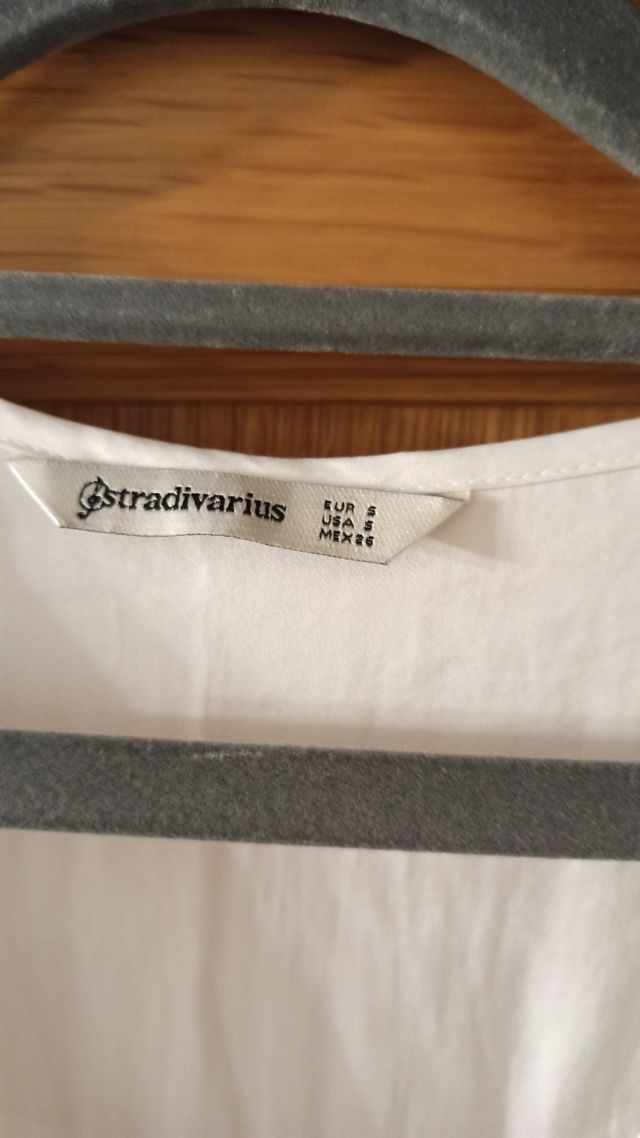 stradivarius
EUR S
USA S
MEX 26